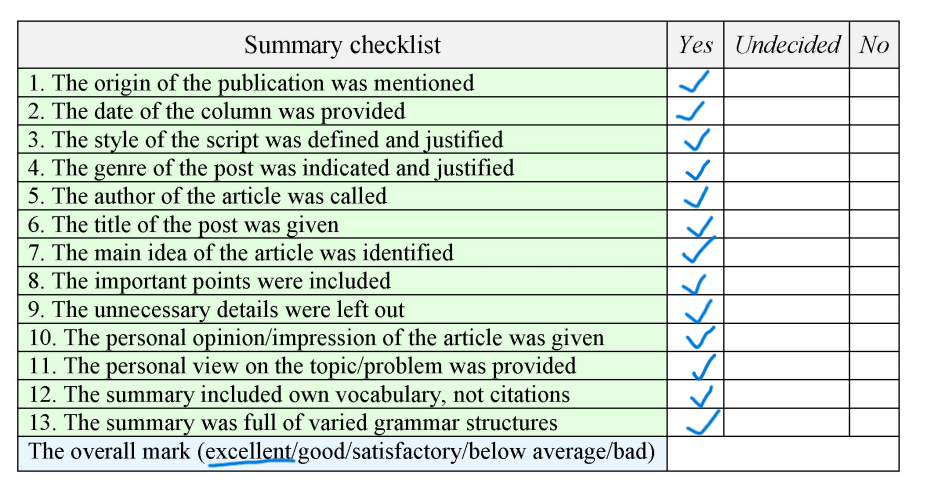 Summary checklist Yes Undecided No
1. The origin of the publication was mentioned ✓
2. The date of the column was provided ✓
3. The style of the script was defined and justified ✓
4. The genre of the post was indicated and justified ✓
5. The author of the article was called ✓
6. The title of the post was given ✓
7. The main idea of the article was identified ✓
8. The important points were included ✓
9. The unnecessary details were left out ✓
10. The personal opinion/impression of the article was given ✓
11. The personal view on the topic/problem was provided ✓
12. The summary included own vocabulary, not citations ✓
13. The summary was full of varied grammar structures ✓
The overall mark (excellent/good/satisfactory/below average/bad)